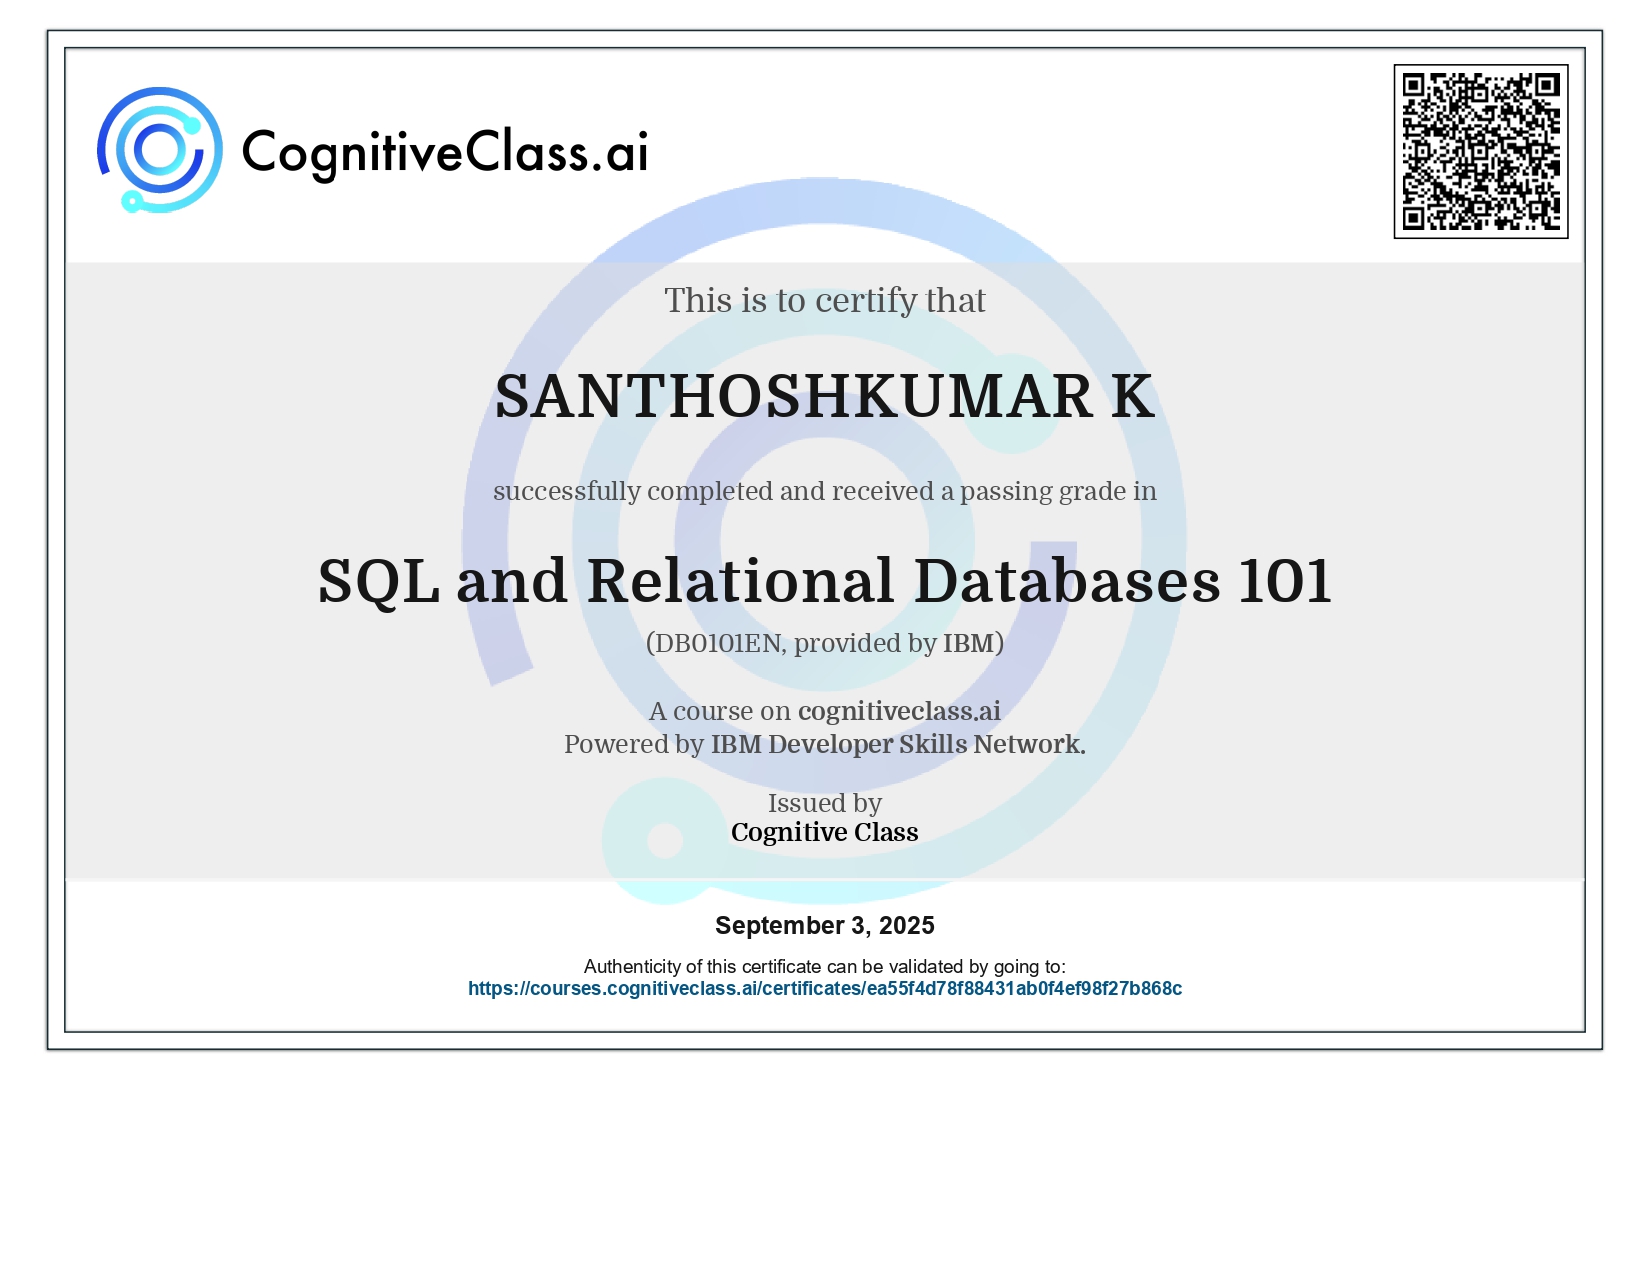 CognitiveClass.ai
This is to certify that
SANTHOSHKUMAR K
successfully completed and received a passing grade in
SQL and Relational Databases 101
(DB0101EN, provided by IBM)
A course on cognitiveclass.ai
Powered by IBM Developer Skills Network.
Issued by
Cognitive Class
September 3, 2025
Authenticity of this certificate can be validated by going to:
https://courses.cognitiveclass.ai/certificates/ea55f4d78f88431ab0f4ef98f27b868c